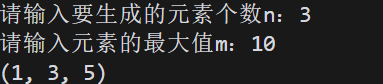 请输入要生成的元素个数n：3
请输入元素的最大值m：10
(1, 3, 5)